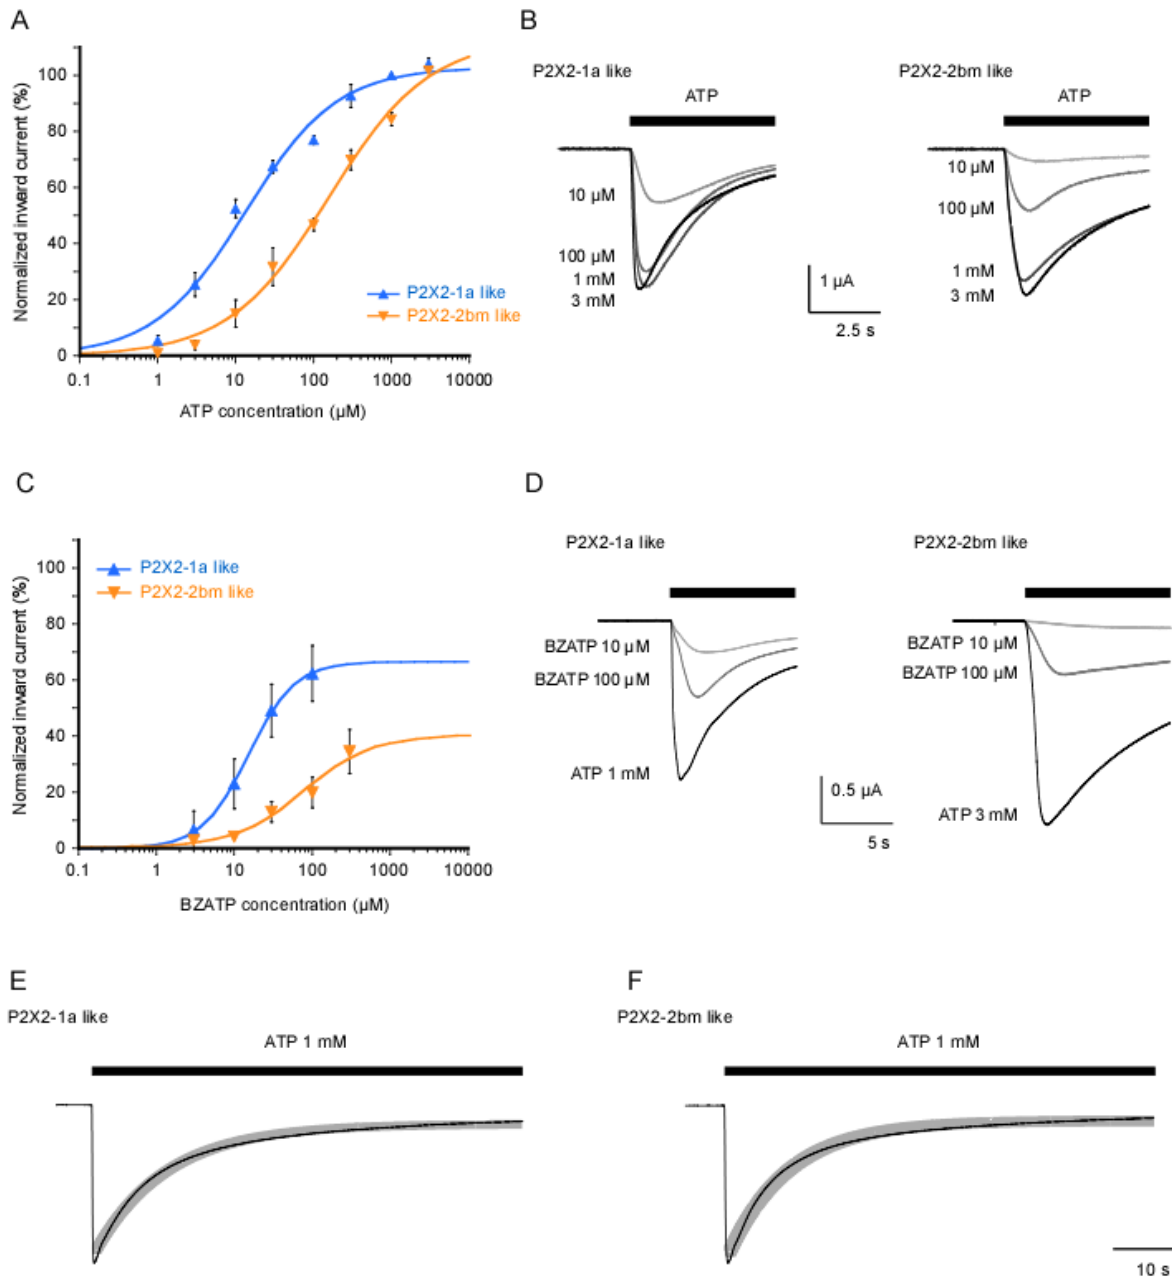 A
Normalized inward current (%)
100
80
60
40
20
0
0.1 1 10 100 1000 10000
ATP concentration (µM)
P2X2-1a like
P2X2-2bm like
B
P2X2-1a like
ATP
10 µM
100 µM
1 mM
3 mM
1 µA
2.5 s
P2X2-2bm like
ATP
10 µM
100 µM
1 mM
3 mM
C
Normalized inward current (%)
100
80
60
40
20
0
0.1 1 10 100 1000 10000
BZATP concentration (µM)
P2X2-1a like
P2X2-2bm like
D
P2X2-1a like
BZATP 10 µM
BZATP 100 µM
ATP 1 mM
0.5 µA
5 s
P2X2-2bm like
BZATP 10 µM
BZATP 100 µM
ATP 3 mM
E
P2X2-1a like
ATP 1 mM
F
P2X2-2bm like
ATP 1 mM
10 s